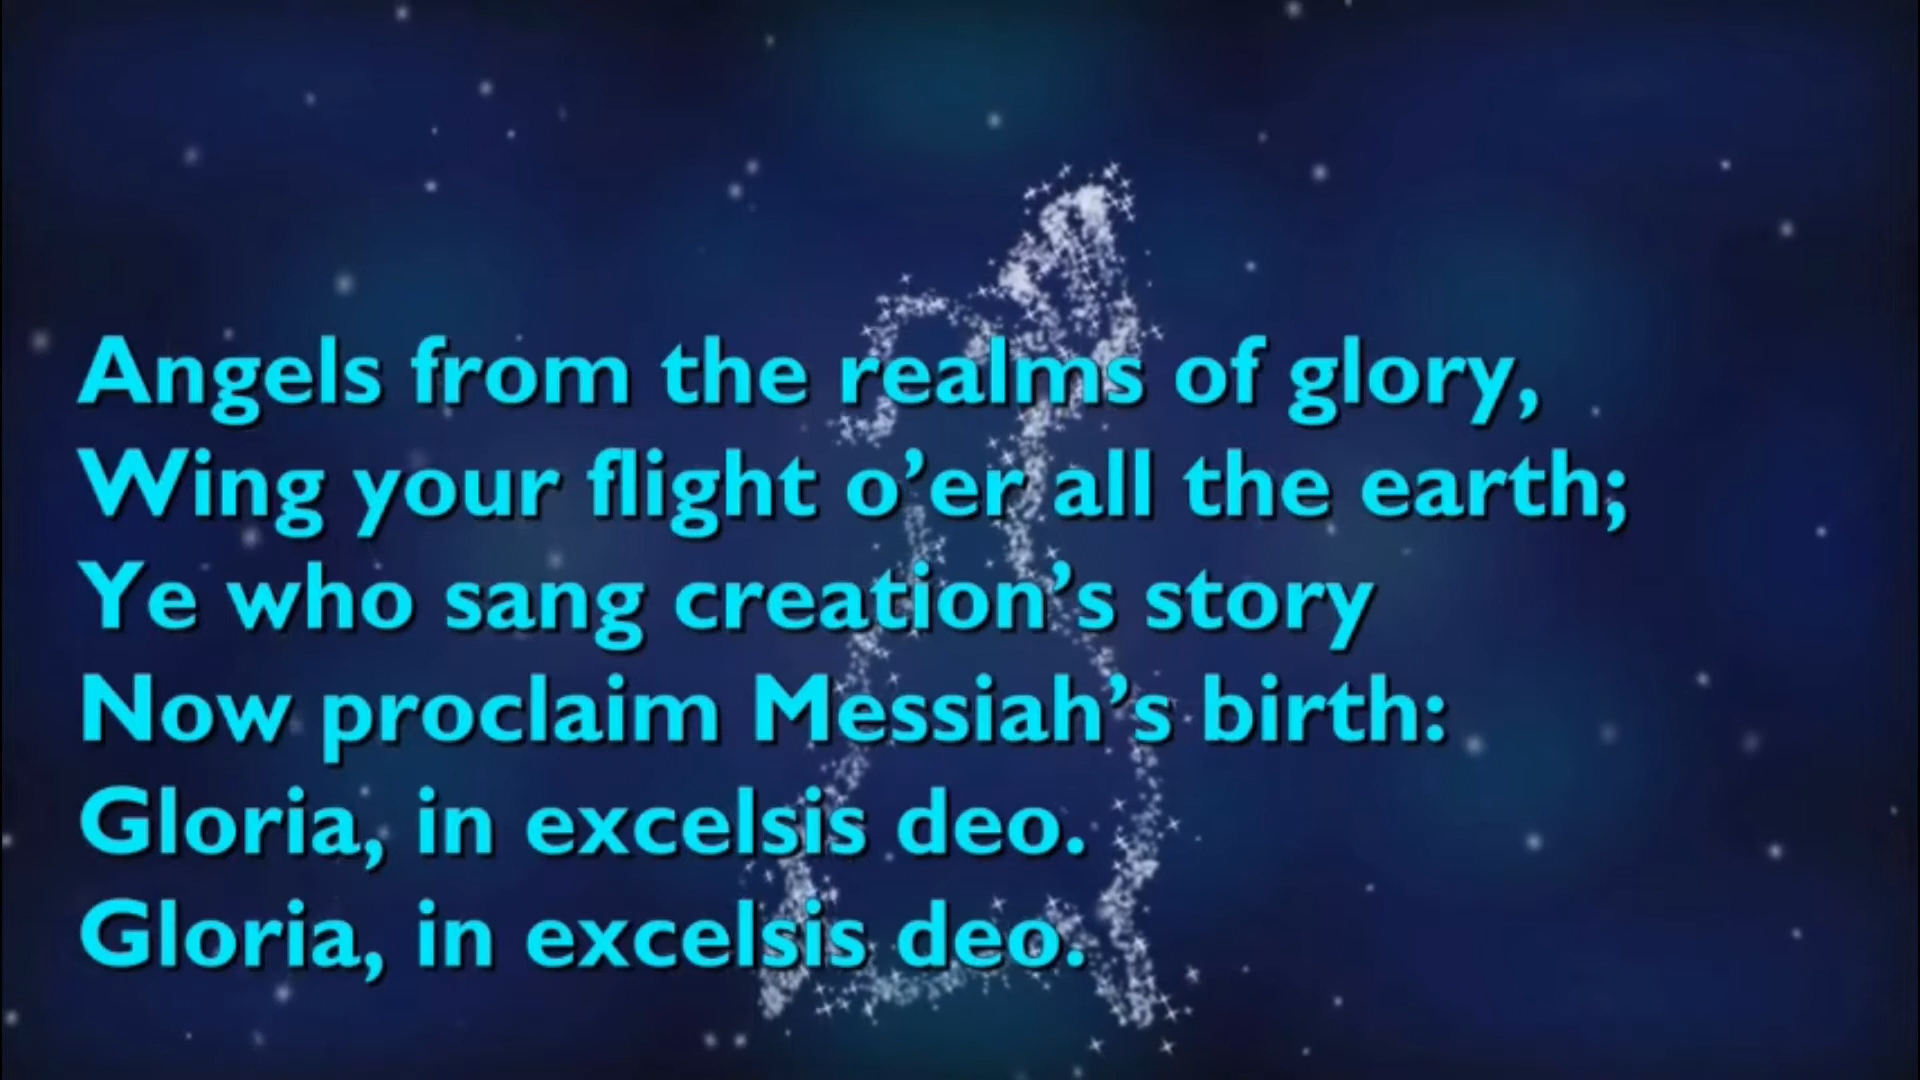 Angels from the realms of glory,
Wing your flight o’er all the earth;
Ye who sang creation’s story
Now proclaim Messiah’s birth:
Gloria, in excelsis deo.
Gloria, in excelsis deo.